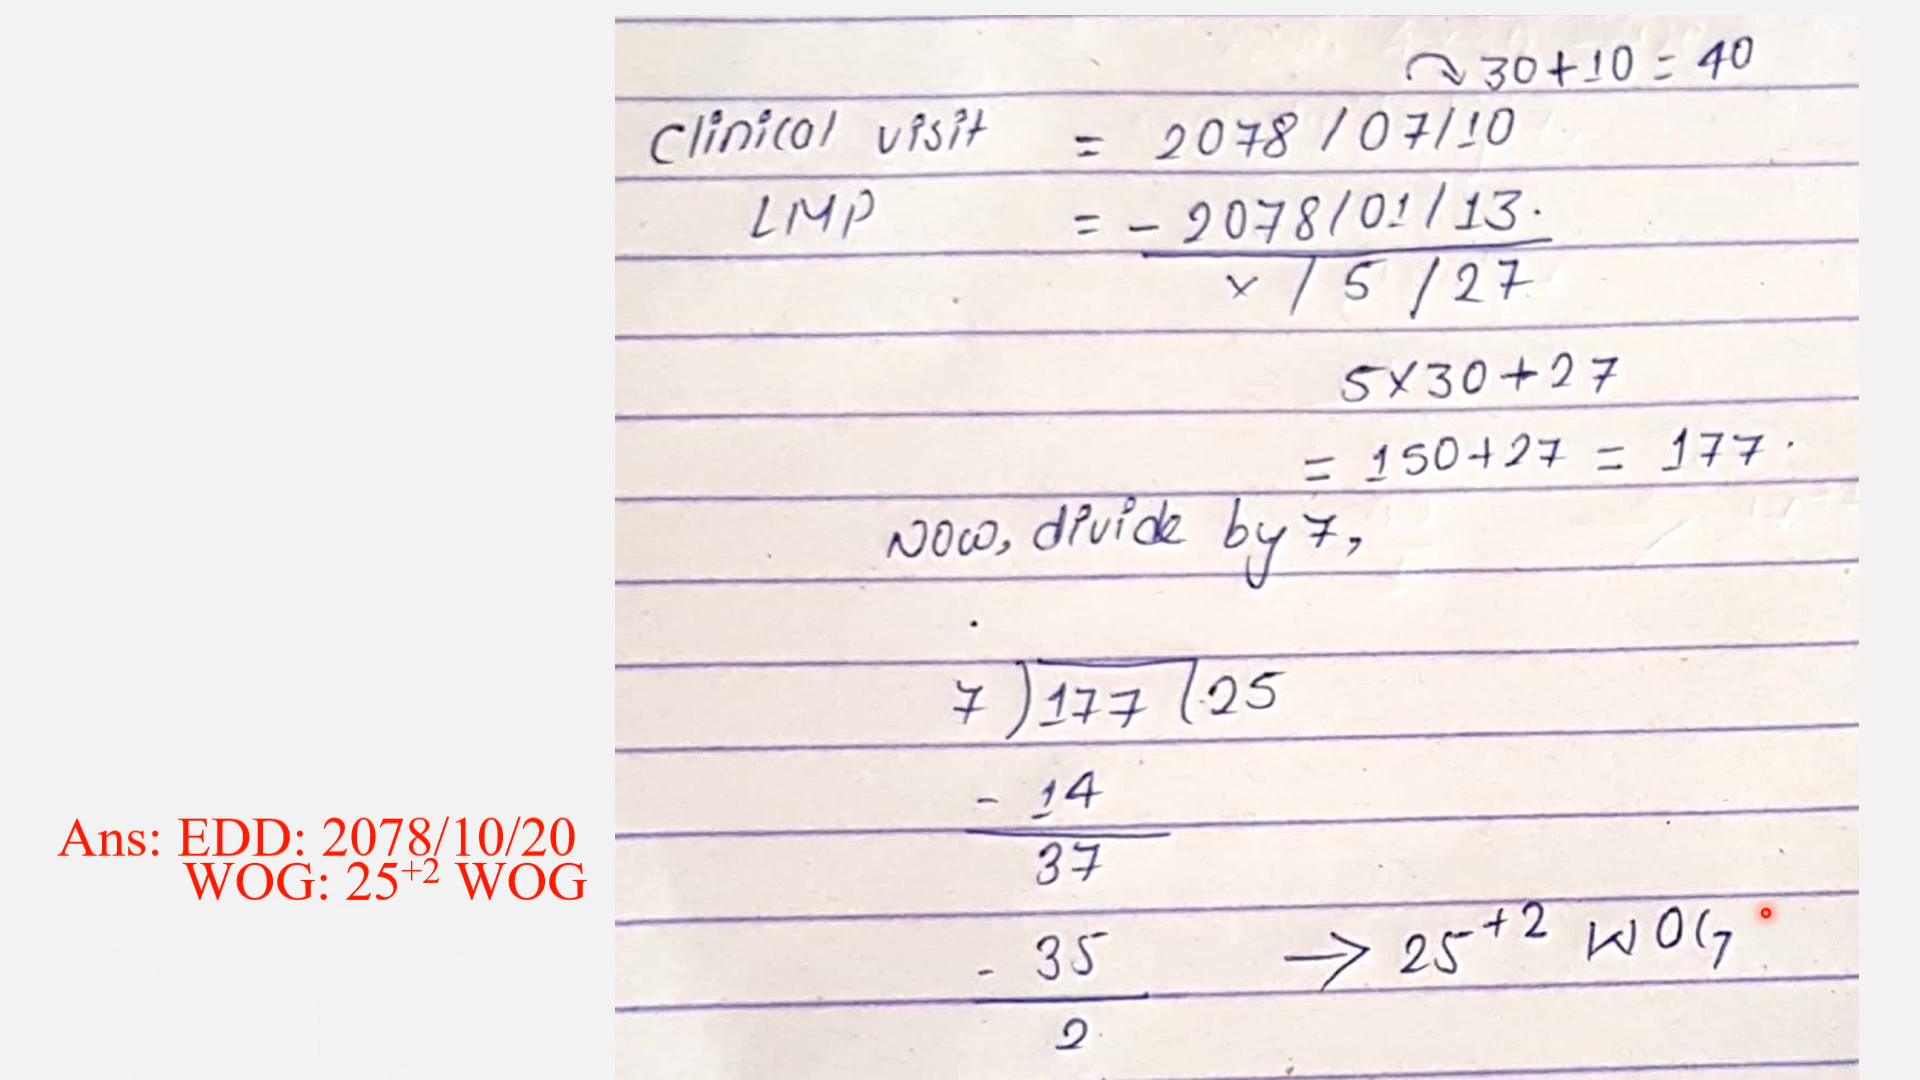 30+10 = 40
Clinical visit = 2078/07/10
LMP = - 2078/01/13.
x / 5 / 27
5x30+27
= 150+27 = 177.
Now, divide by 7,
7)177(25
- 14
37
- 35 → 25+2 WOG
2
Ans: EDD: 2078/10/20
WOG: 25+2 WOG